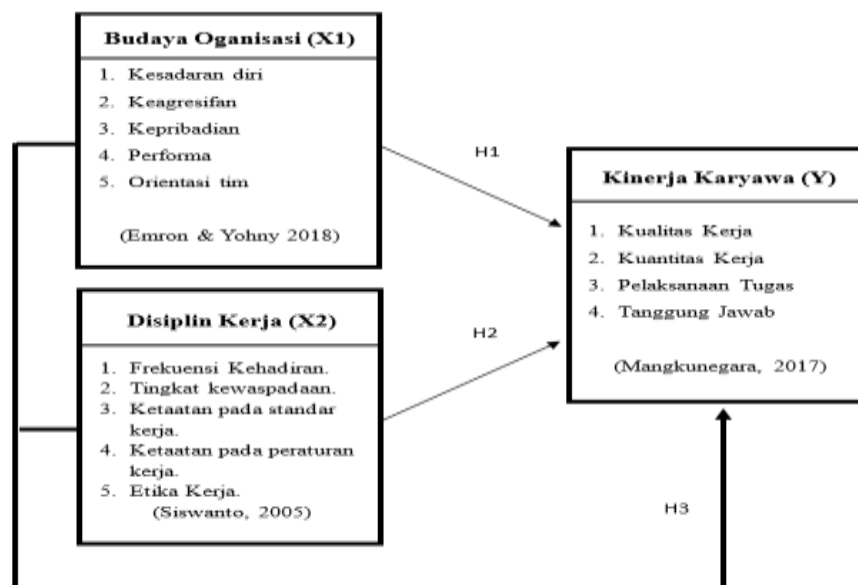 Budaya Oganisasi (X1)
1. Kesadaran diri
2. Keagresifan
3. Kepribadian
4. Performa
5. Orientasi tim
(Emron & Yohny 2018)
H1
Kinerja Karyawa (Y)
1. Kualitas Kerja
2. Kuantitas Kerja
3. Pelaksanaan Tugas
4. Tanggung Jawab
(Mangkunegara, 2017)
Disiplin Kerja (X2)
1. Frekuensi Kehadiran.
2. Tingkat kewaspadaan.
3. Ketaatan pada standar
kerja.
4. Ketaatan pada peraturan
kerja.
5. Etika Kerja.
(Siswanto, 2005)
H2
H3